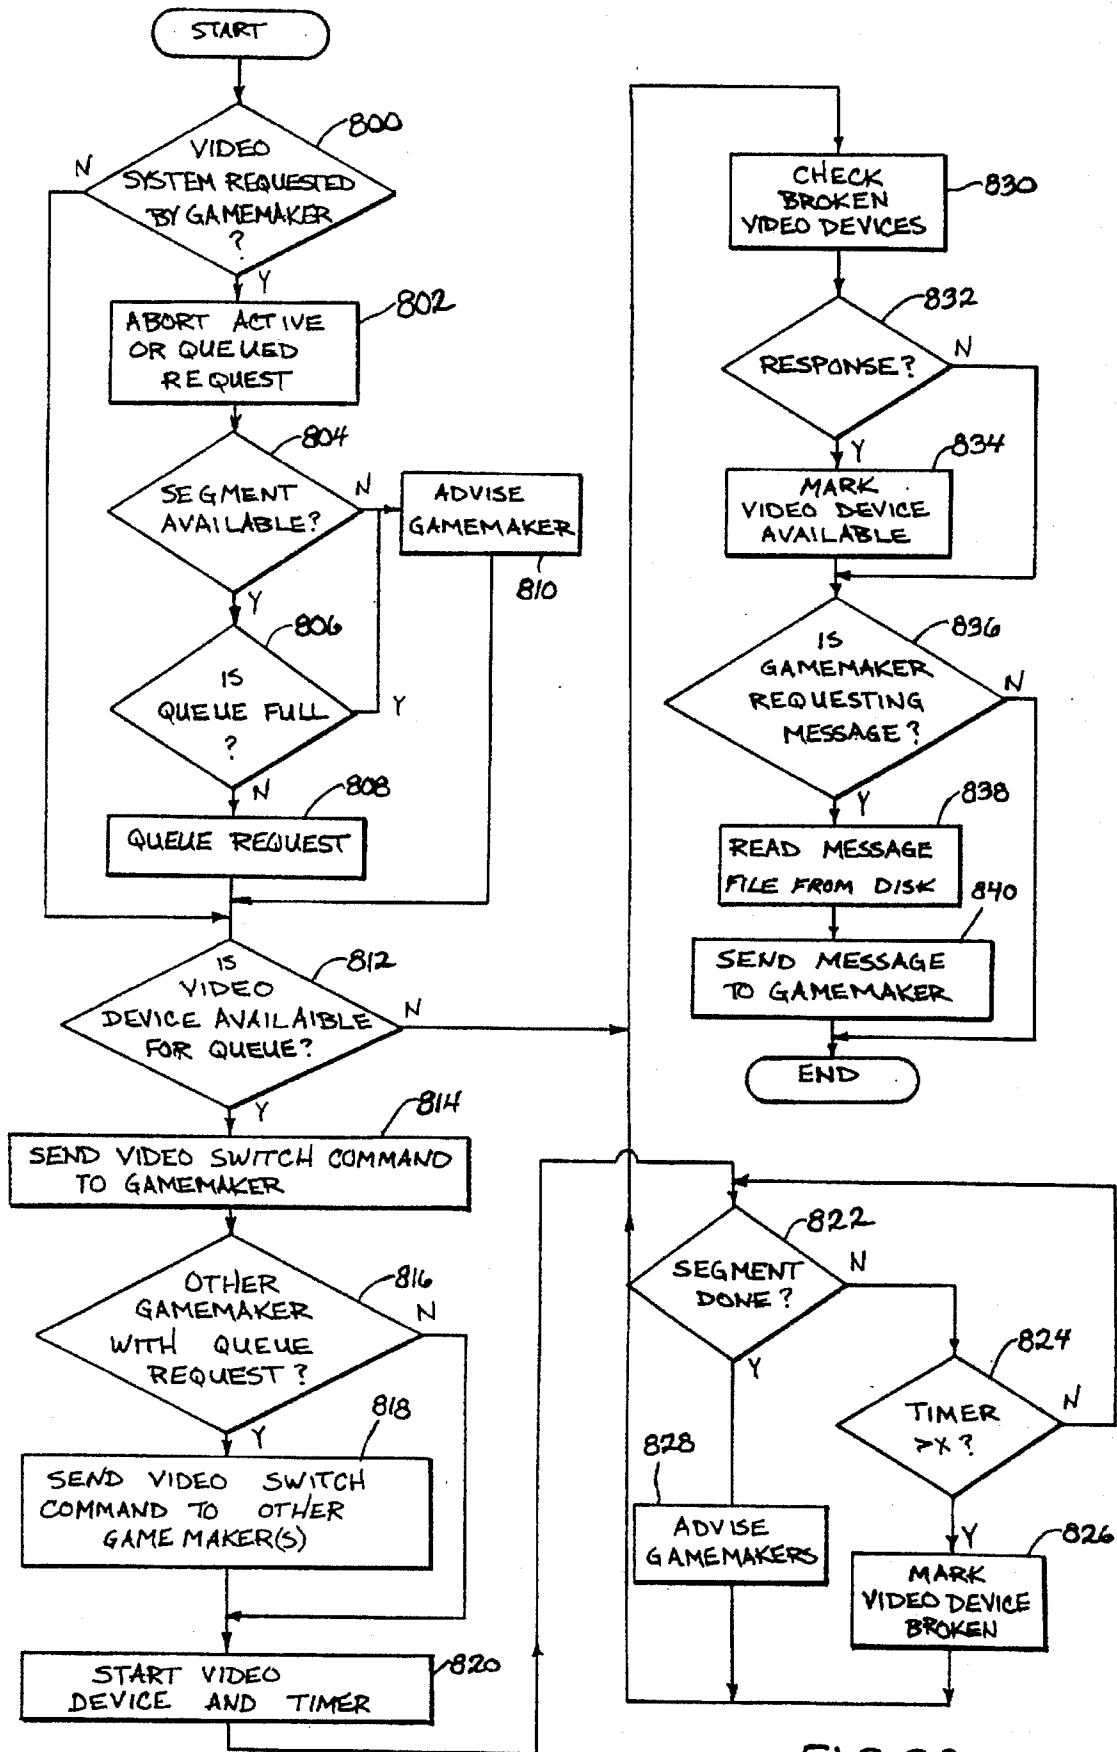 START
800
N
VIDEO
SYSTEM REQUESTED
BY GAMEMAKER
?
Y
802
ABORT ACTIVE
OR QUEUED
REQUEST
804
SEGMENT
AVAILABLE?
N
ADVISE
GAMEMAKER
810
Y
806
IS
QUEUE FULL
?
Y
N
808
QUEUE REQUEST
812
IS
VIDEO
DEVICE AVAILAIBLE
FOR QUEUE?
N
Y
814
SEND VIDEO SWITCH COMMAND
TO GAMEMAKER
816
OTHER
GAMEMAKER
WITH QUEUE
REQUEST?
N
Y
818
SEND VIDEO SWITCH
COMMAND TO OTHER
GAME MAKER(S)
820
START VIDEO
DEVICE AND TIMER
CHECK
BROKEN
VIDEO DEVICES
830
832
RESPONSE?
N
Y
834
MARK
VIDEO DEVICE
AVAILABLE
836
IS
GAMEMAKER
REQUESTING
MESSAGE?
N
Y
838
READ MESSAGE
FILE FROM DISK
840
SEND MESSAGE
TO GAMEMAKER
END
822
SEGMENT
DONE?
N
Y
824
TIMER
>X?
N
Y
828
ADVISE
GAMEMAKERS
826
MARK
VIDEO DEVICE
BROKEN